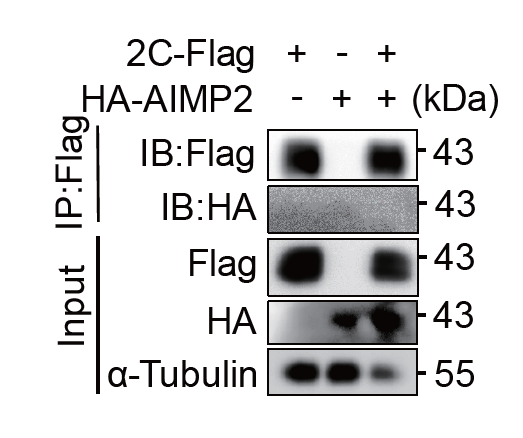 2C-Flag + - +
HA-AIMP2 - + + (kDa)
IP:Flag
IB:Flag 43
IB:HA 43
Input
Flag 43
HA 43
α-Tubulin 55